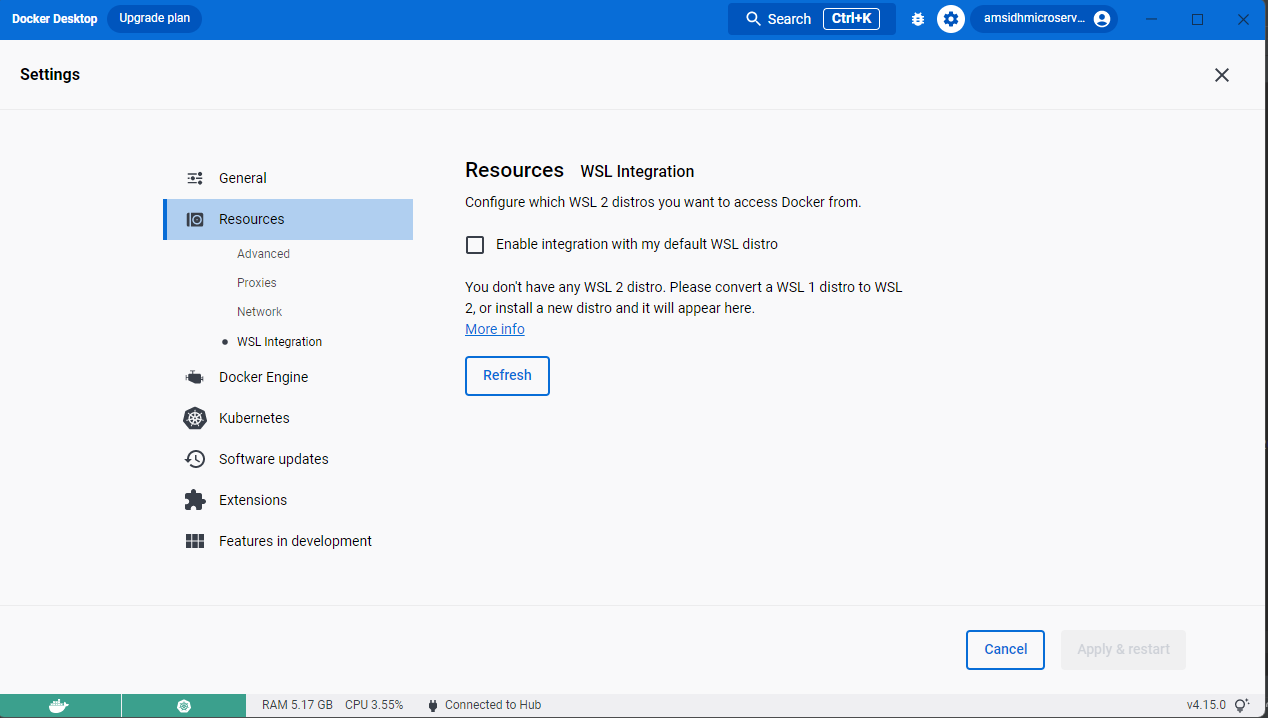 Docker Desktop
Upgrade plan
Search
Ctrl+K
amsidhmicroserv...
Settings
General
Resources
Advanced
Proxies
Network
WSL Integration
Docker Engine
Kubernetes
Software updates
Extensions
Features in development
Resources WSL Integration
Configure which WSL 2 distros you want to access Docker from.
Enable integration with my default WSL distro
You don't have any WSL 2 distro. Please convert a WSL 1 distro to WSL
2, or install a new distro and it will appear here.
More info
Refresh
Cancel
Apply & restart
RAM 5.17 GB CPU 3.55% Connected to Hub
v4.15.0